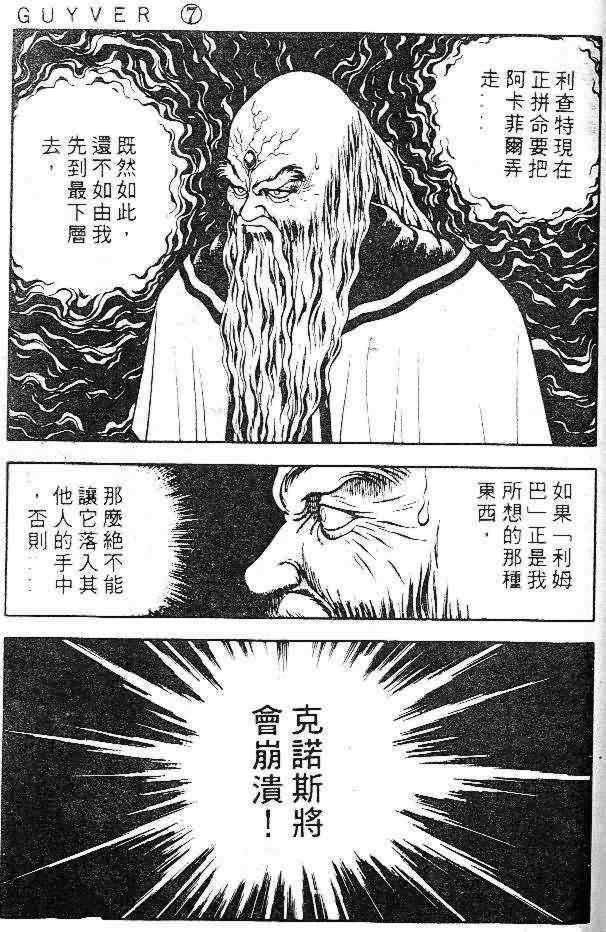 GUYVER ⑦
利查特現在
正拼命要把
阿卡菲爾弄
走……
既然如此，
還不如由我
先到最下層
去，
如果「利姆
巴」正是我
所想的那種
東西，
那麼絕不能
讓它落入其
他人的手中
，否則……
克諾斯將
會崩潰！